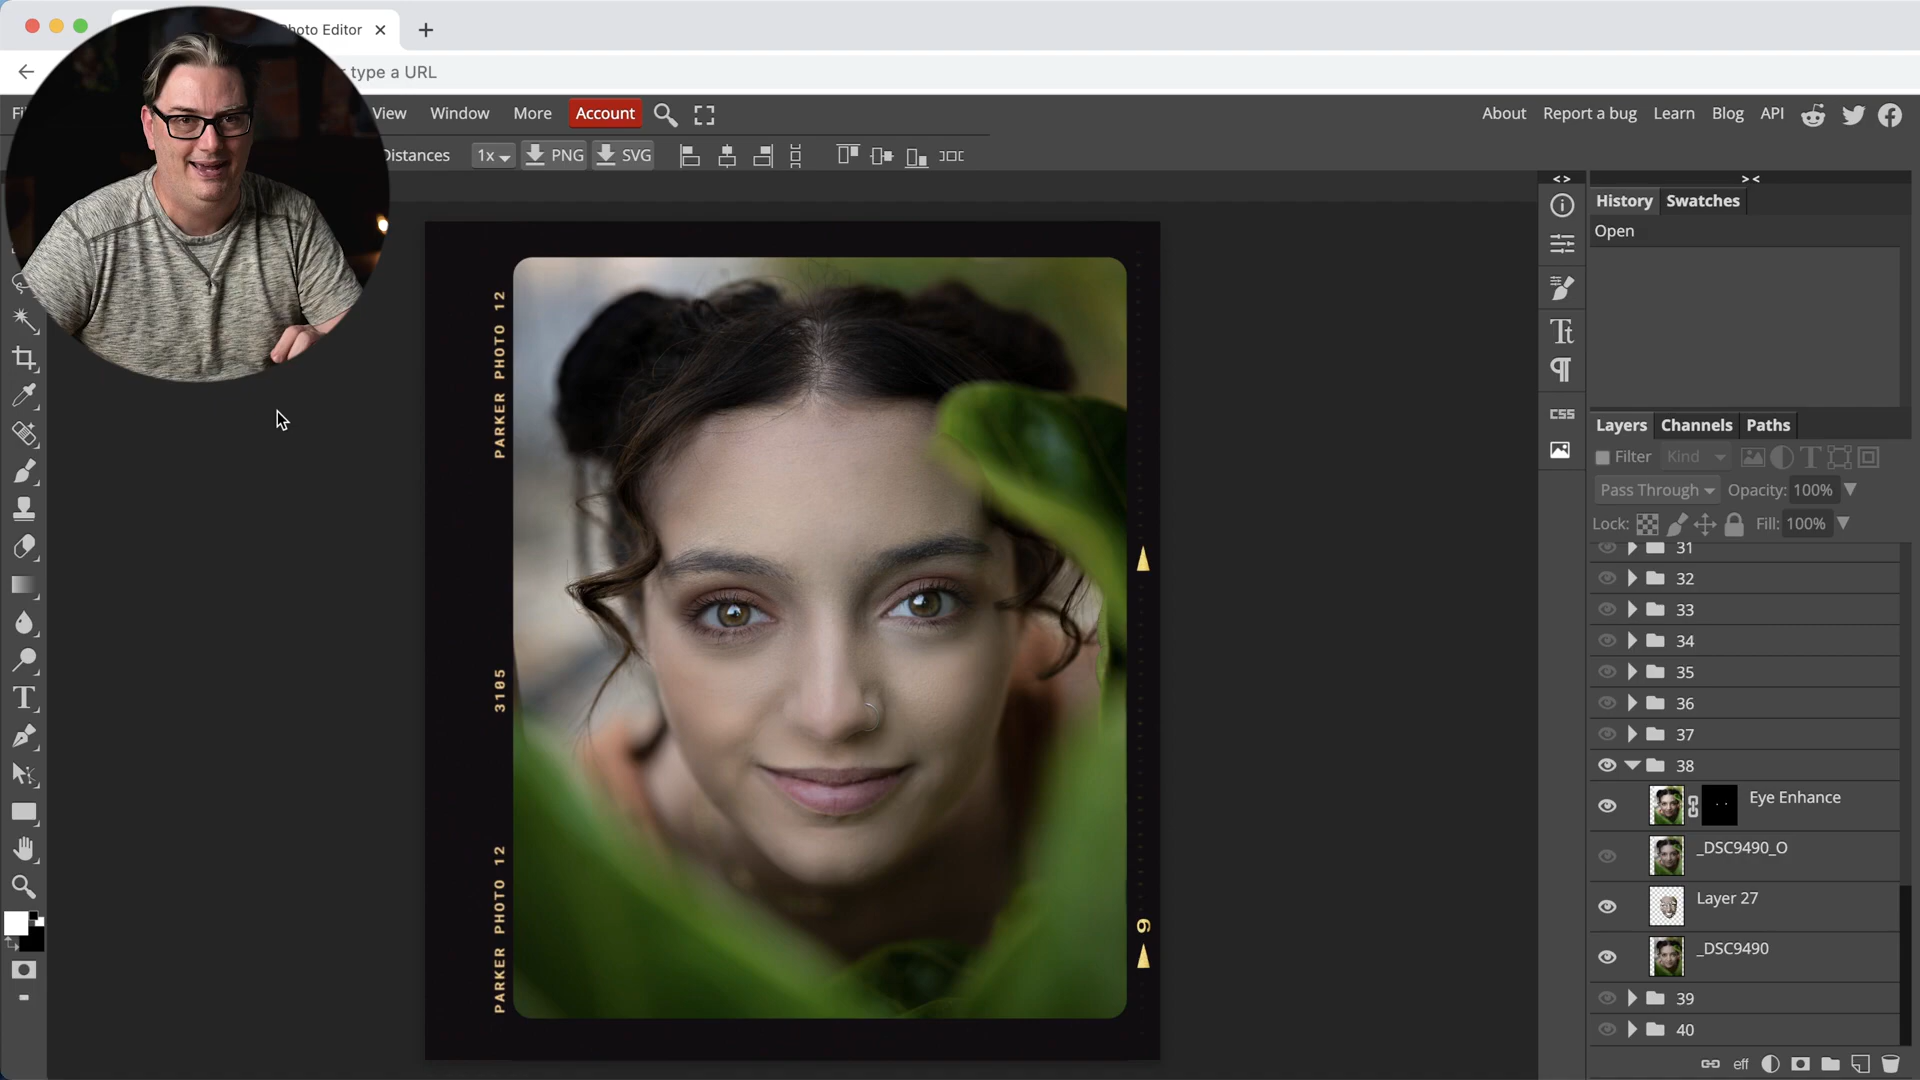 Photo Editor
type a URL
View Window More Account
About Report a bug Learn Blog API
Distances 1x PNG SVG
History Swatches
Open
PARKER PHOTO 12
3105
PARKER PHOTO 12
9
Tt
CSS
Layers Channels Paths
Filter Kind
Pass Through Opacity: 100%
Lock: Fill: 100%
31
32
33
34
35
36
37
38
Eye Enhance
_DSC9490_O
Layer 27
_DSC9490
39
40
eff